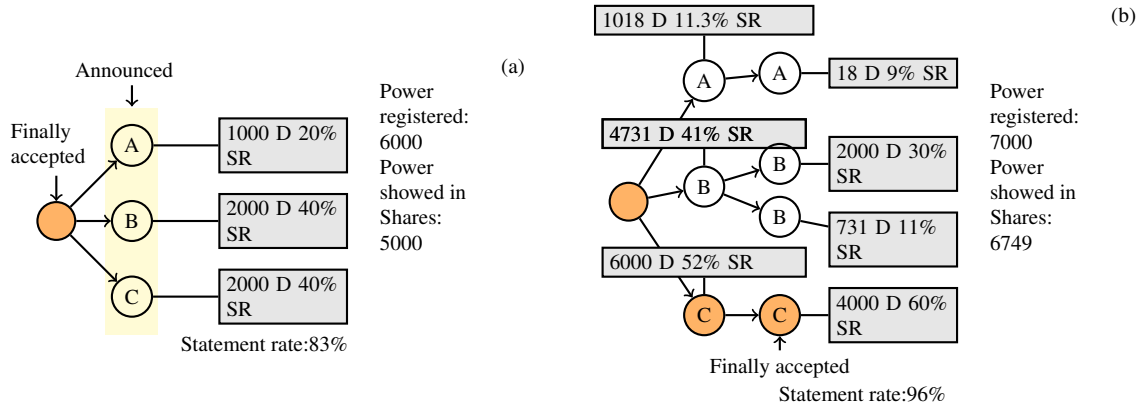 (a)
Announced
Finally
accepted
A
B
C
1000 D 20%
SR
2000 D 40%
SR
2000 D 40%
SR
Power
registered:
6000
Power
showed in
Shares:
5000
Statement rate:83%
(b)
1018 D 11.3% SR
A
A
18 D 9% SR
4731 D 41% SR
B
B
2000 D 30%
SR
B
731 D 11%
SR
6000 D 52% SR
C
C
4000 D 60%
SR
Finally accepted
Power
registered:
7000
Power
showed in
Shares:
6749
Statement rate:96%